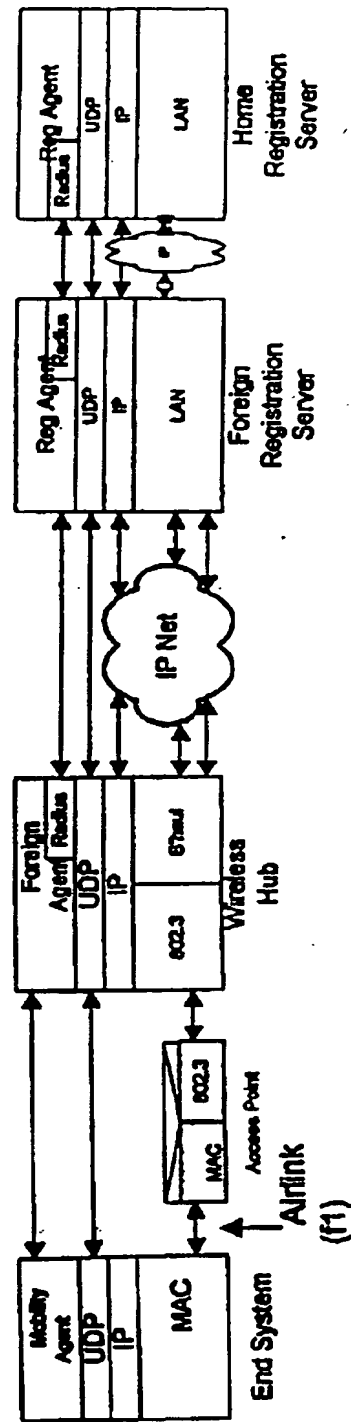 Mobility
Agent
UDP
IP
MAC
End System
Airlink
(f1)
MAC
802.3
Access Point
Foreign
Agent
Radius
UDP
IP
802.3
B'haul
Wireless
Hub
IP Net
Reg Agent
Radius
UDP
IP
LAN
Foreign
Registration
Server
IP
Reg Agent
Radius
UDP
IP
LAN
Home
Registration
Server